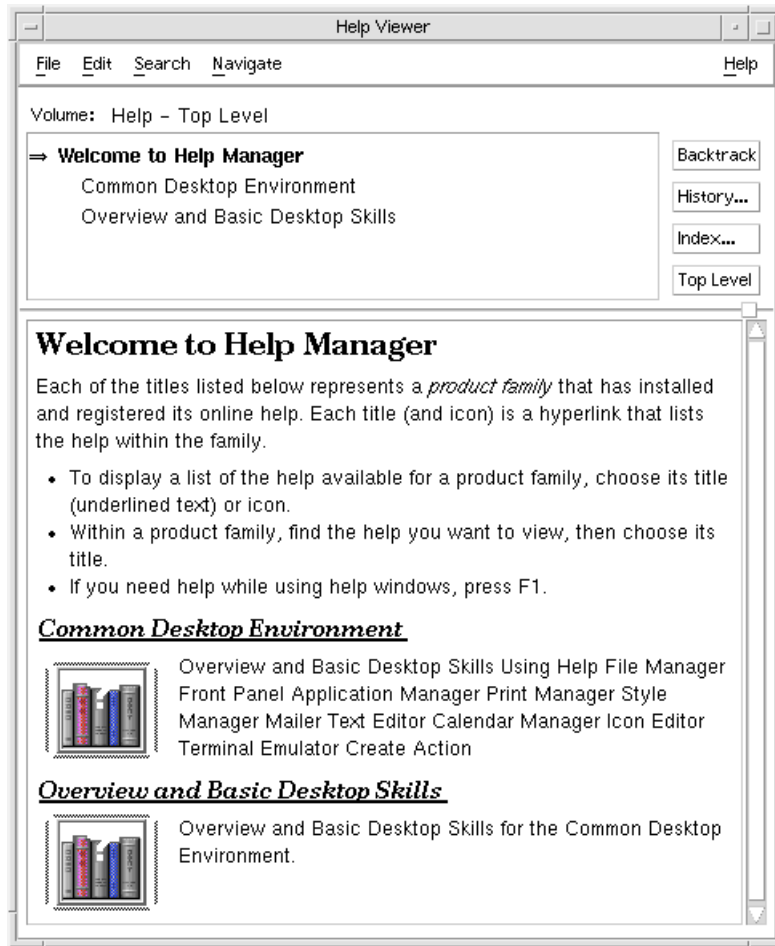 Help Viewer
File Edit Search Navigate Help
Volume: Help – Top Level
⇒ Welcome to Help Manager
Common Desktop Environment
Overview and Basic Desktop Skills
Backtrack
History...
Index...
Top Level
Welcome to Help Manager
Each of the titles listed below represents a product family that has installed
and registered its online help. Each title (and icon) is a hyperlink that lists
the help within the family.
• To display a list of the help available for a product family, choose its title
(underlined text) or icon.
• Within a product family, find the help you want to view, then choose its
title.
• If you need help while using help windows, press F1.
Common Desktop Environment
Overview and Basic Desktop Skills Using Help File Manager
Front Panel Application Manager Print Manager Style
Manager Mailer Text Editor Calendar Manager Icon Editor
Terminal Emulator Create Action
Overview and Basic Desktop Skills
Overview and Basic Desktop Skills for the Common Desktop
Environment.